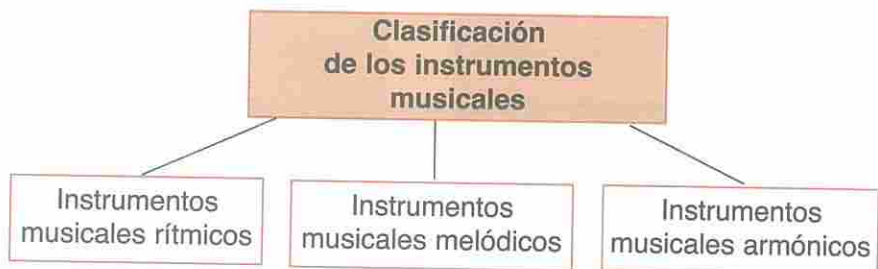 Clasificación
de los instrumentos
musicales
Instrumentos
musicales rítmicos
Instrumentos
musicales melódicos
Instrumentos
musicales armónicos